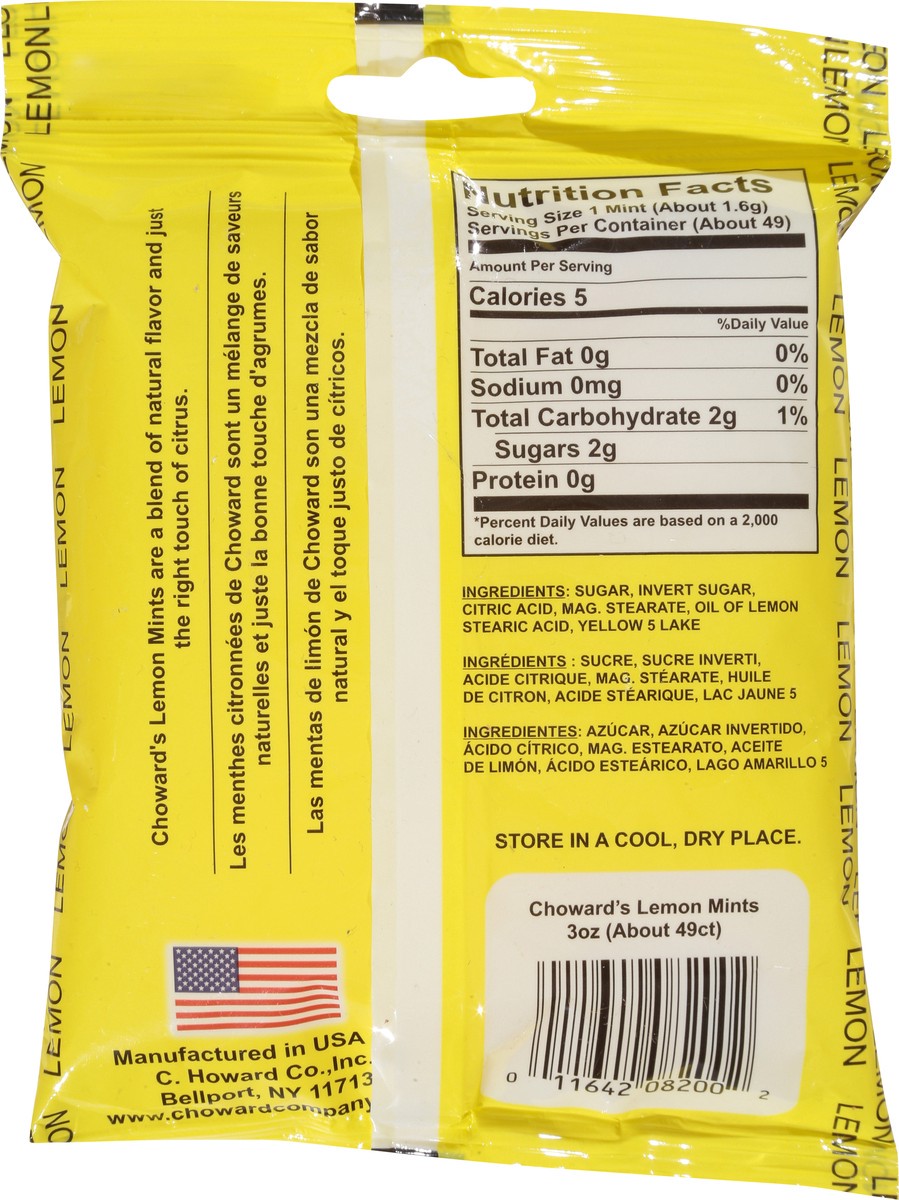 Choward's Lemon Mints are a blend of natural flavor and just
the right touch of citrus.
Les menthes citronnées de Choward sont un mélange de saveurs
naturelles et juste la bonne touche d'agrumes.
Las mentas de limón de Choward son una mezcla de sabor
natural y el toque justo de cítricos.
Manufactured in USA
C. Howard Co.,Inc.
Bellport, NY 11713
www.chowardcompany
Nutrition Facts
Serving Size 1 Mint (About 1.6g)
Servings Per Container (About 49)
Amount Per Serving
Calories 5
%Daily Value
Total Fat 0g 0%
Sodium 0mg 0%
Total Carbohydrate 2g 1%
Sugars 2g
Protein 0g
*Percent Daily Values are based on a 2,000
calorie diet.
INGREDIENTS: SUGAR, INVERT SUGAR,
CITRIC ACID, MAG. STEARATE, OIL OF LEMON
STEARIC ACID, YELLOW 5 LAKE
INGRÉDIENTS : SUCRE, SUCRE INVERTI,
ACIDE CITRIQUE, MAG. STÉARATE, HUILE
DE CITRON, ACIDE STÉARIQUE, LAC JAUNE 5
INGREDIENTES: AZÚCAR, AZÚCAR INVERTIDO,
ÁCIDO CÍTRICO, MAG. ESTEARATO, ACEITE
DE LIMÓN, ÁCIDO ESTEÁRICO, LAGO AMARILLO 5
STORE IN A COOL, DRY PLACE.
Choward's Lemon Mints
3oz (About 49ct)
0 11642 08200 2
LEMON LEMON LEMON LEMON LEMON
LEMON LEMON LEMON LEMON LEMON LEMON